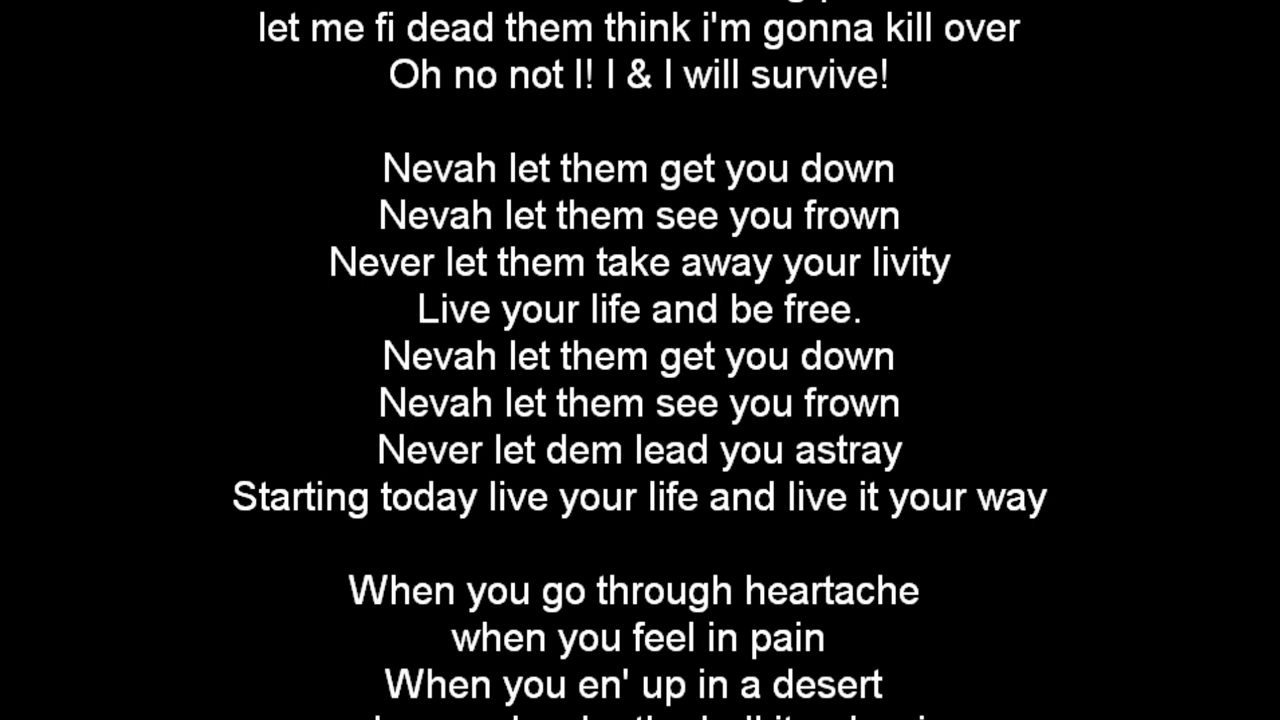 let me fi dead them think i'm gonna kill over
Oh no not I! I & I will survive!
Nevah let them get you down
Nevah let them see you frown
Never let them take away your livity
Live your life and be free.
Nevah let them get you down
Nevah let them see you frown
Never let dem lead you astray
Starting today live your life and live it your way
When you go through heartache
when you feel in pain
When you en' up in a desert